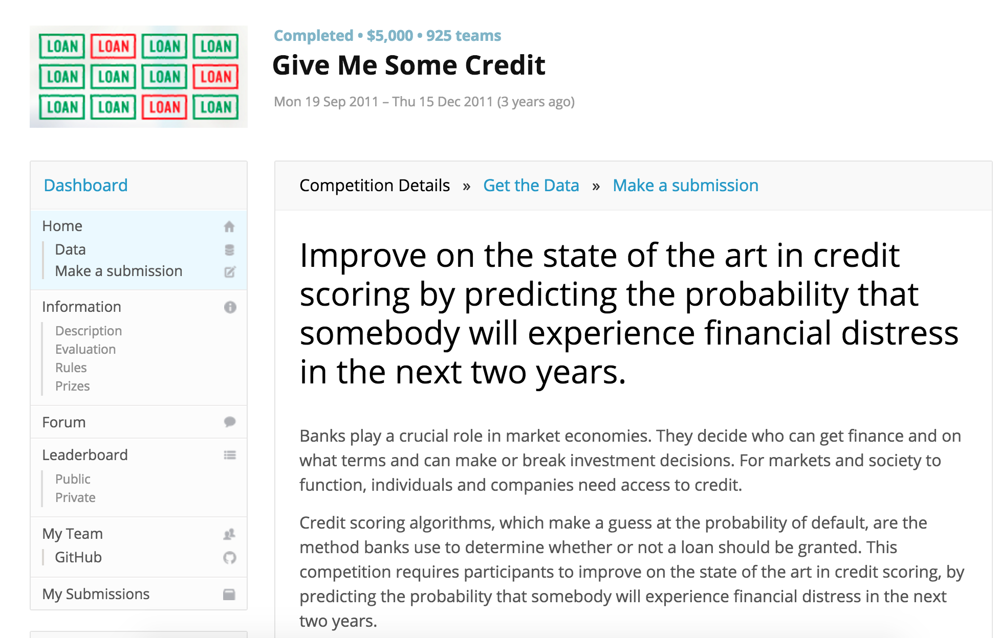 LOAN LOAN LOAN LOAN
LOAN LOAN LOAN LOAN
LOAN LOAN LOAN LOAN
Completed • $5,000 • 925 teams
Give Me Some Credit
Mon 19 Sep 2011 – Thu 15 Dec 2011 (3 years ago)
Dashboard
Home
Data
Make a submission
Information
Description
Evaluation
Rules
Prizes
Forum
Leaderboard
Public
Private
My Team
GitHub
My Submissions
Competition Details » Get the Data » Make a submission
Improve on the state of the art in credit
scoring by predicting the probability that
somebody will experience financial distress
in the next two years.
Banks play a crucial role in market economies. They decide who can get finance and on
what terms and can make or break investment decisions. For markets and society to
function, individuals and companies need access to credit.
Credit scoring algorithms, which make a guess at the probability of default, are the
method banks use to determine whether or not a loan should be granted. This
competition requires participants to improve on the state of the art in credit scoring, by
predicting the probability that somebody will experience financial distress in the next
two years.